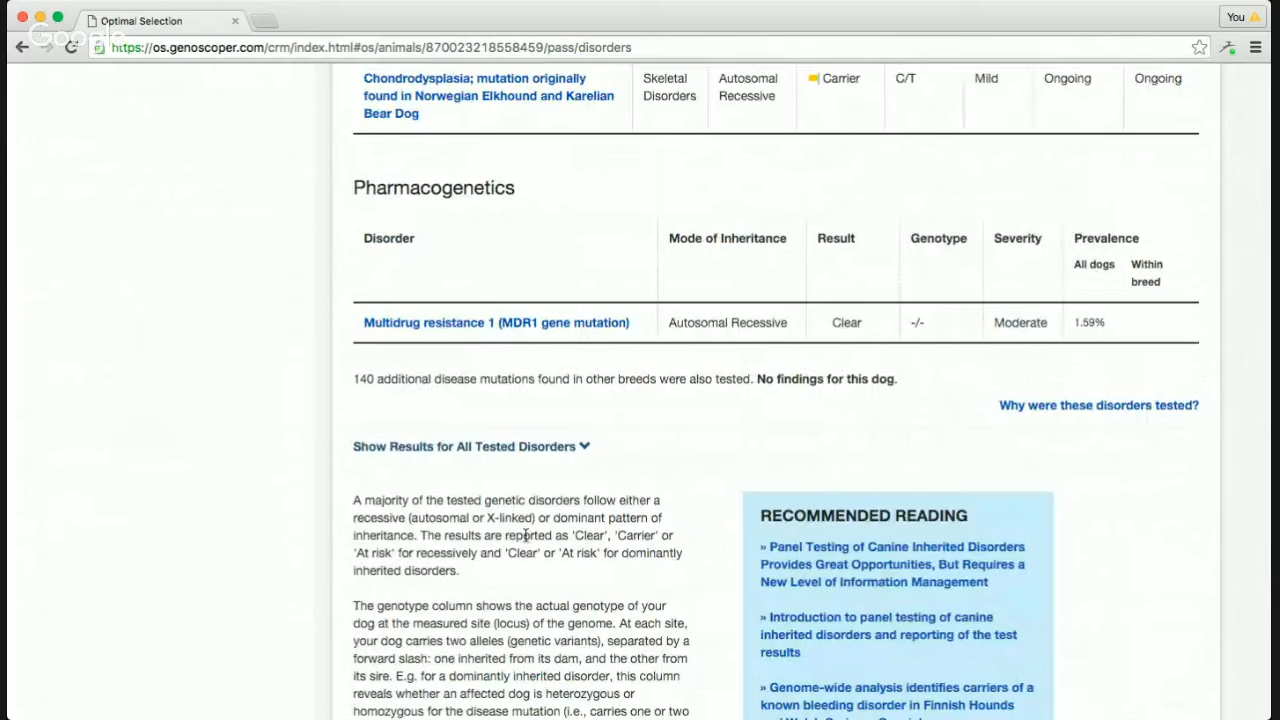 Optimal Selection
You
Google
https://os.genoscoper.com/crm/index.html#os/animals/870023218558459/pass/disorders
Chondrodysplasia; mutation originally
found in Norwegian Elkhound and Karelian
Bear Dog
Skeletal
Disorders
Autosomal
Recessive
Carrier
C/T
Mild
Ongoing
Ongoing
Pharmacogenetics
Disorder
Mode of Inheritance
Result
Genotype
Severity
Prevalence
All dogs
Within
breed
Multidrug resistance 1 (MDR1 gene mutation)
Autosomal Recessive
Clear
-/-
Moderate
1.59%
140 additional disease mutations found in other breeds were also tested. No findings for this dog.
Why were these disorders tested?
Show Results for All Tested Disorders
A majority of the tested genetic disorders follow either a
recessive (autosomal or X-linked) or dominant pattern of
inheritance. The results are reported as 'Clear', 'Carrier' or
'At risk' for recessively and 'Clear' or 'At risk' for dominantly
inherited disorders.
The genotype column shows the actual genotype of your
dog at the measured site (locus) of the genome. At each site,
your dog carries two alleles (genetic variants), separated by a
forward slash: one inherited from its dam, and the other from
its sire. E.g. for a dominantly inherited disorder, this column
reveals whether an affected dog is heterozygous or
homozygous for the disease mutation (i.e., carries one or two
RECOMMENDED READING
» Panel Testing of Canine Inherited Disorders
Provides Great Opportunities, But Requires a
New Level of Information Management
» Introduction to panel testing of canine
inherited disorders and reporting of the test
results
» Genome-wide analysis identifies carriers of a
known bleeding disorder in Finnish Hounds